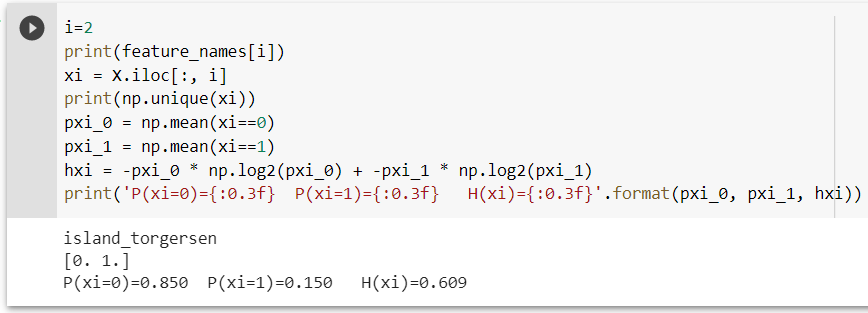 i=2
print(feature_names[i])
xi = X.iloc[:, i]
print(np.unique(xi))
pxi_0 = np.mean(xi==0)
pxi_1 = np.mean(xi==1)
hxi = -pxi_0 * np.log2(pxi_0) + -pxi_1 * np.log2(pxi_1)
print('P(xi=0)={:0.3f}  P(xi=1)={:0.3f}   H(xi)={:0.3f}'.format(pxi_0, pxi_1, hxi))
island_torgersen
[0. 1.]
P(xi=0)=0.850  P(xi=1)=0.150   H(xi)=0.609